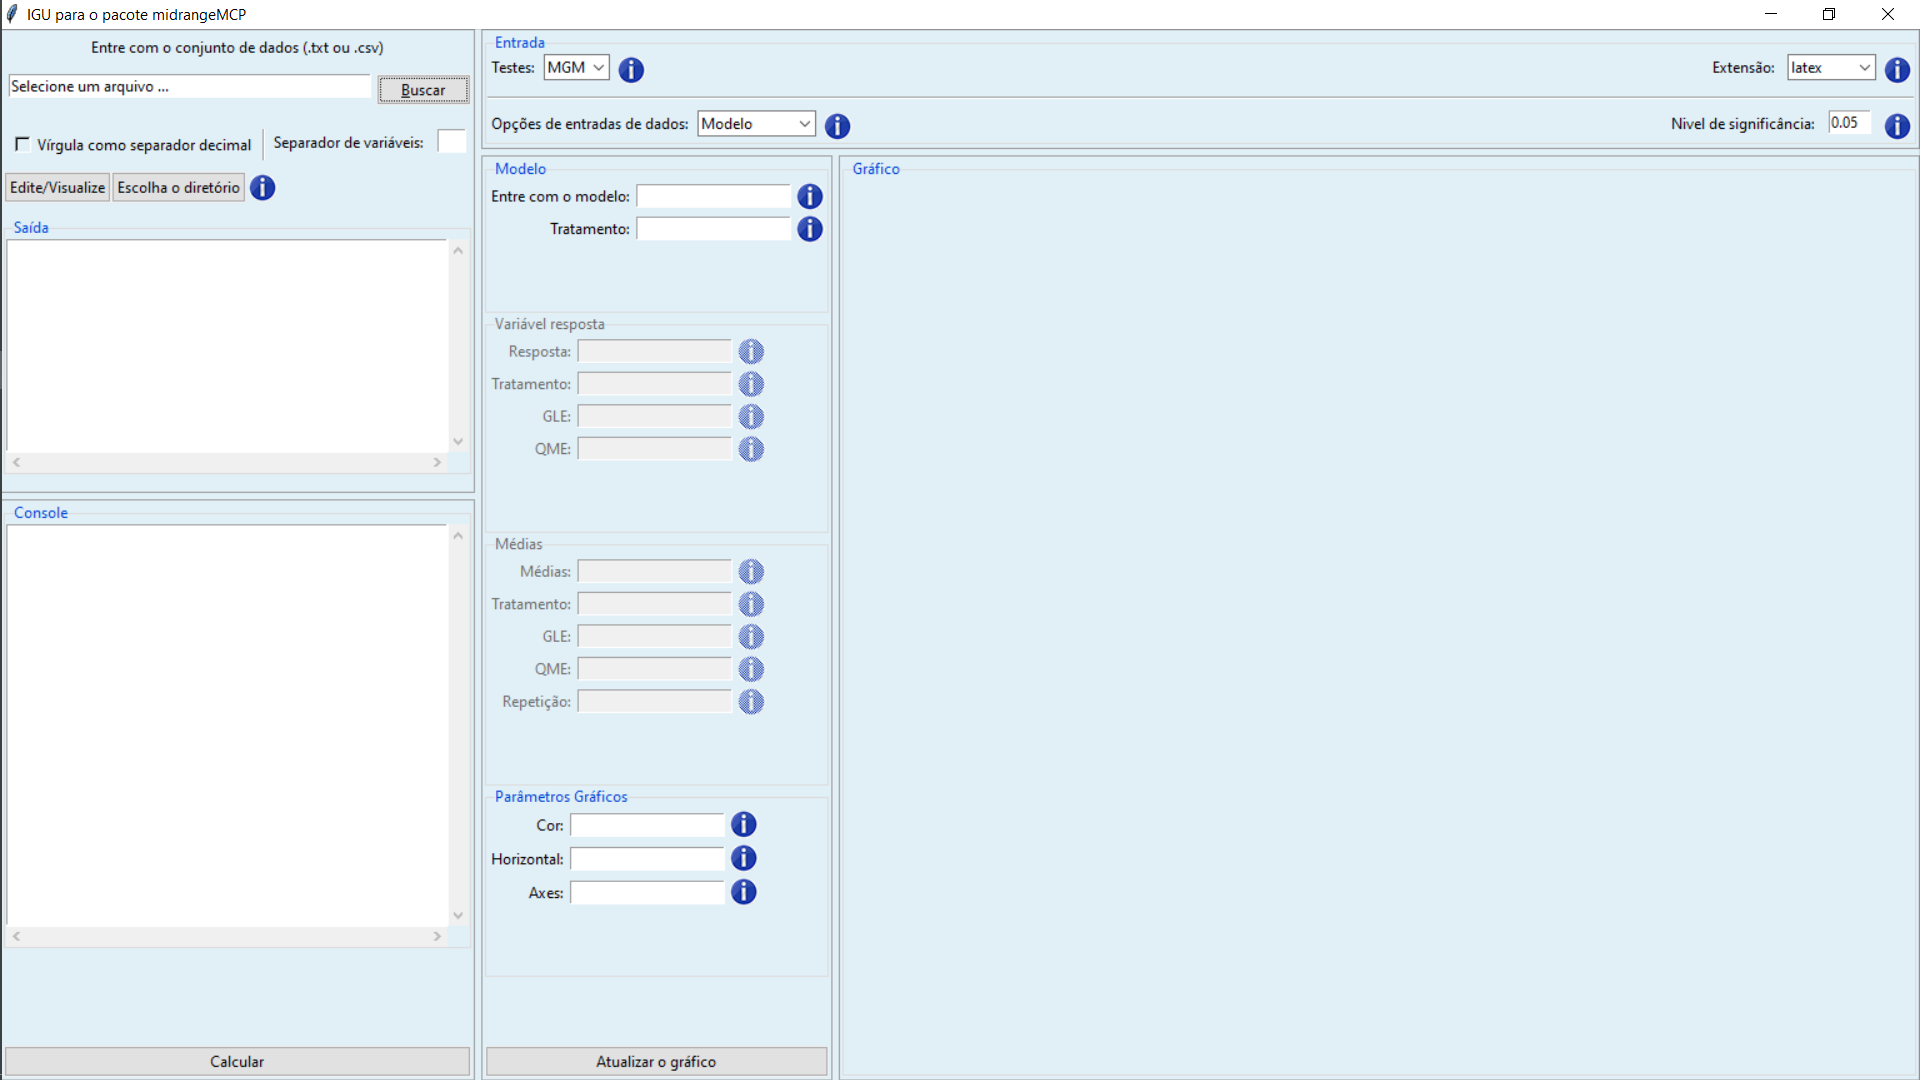 IGU para o pacote midrangeMCP
Entre com o conjunto de dados (.txt ou .csv)
Selecione um arquivo ...
Buscar
Vírgula como separador decimal
Separador de variáveis:
Edite/Visualize
Escolha o diretório
Saída
Console
Calcular
Entrada
Testes: MGM
Extensão: latex
Opções de entradas de dados: Modelo
Nivel de significância: 0.05
Modelo
Entre com o modelo:
Tratamento:
Variável resposta
Resposta:
Tratamento:
GLE:
QME:
Médias
Médias:
Tratamento:
GLE:
QME:
Repetição:
Parâmetros Gráficos
Cor:
Horizontal:
Axes:
Atualizar o gráfico
Gráfico